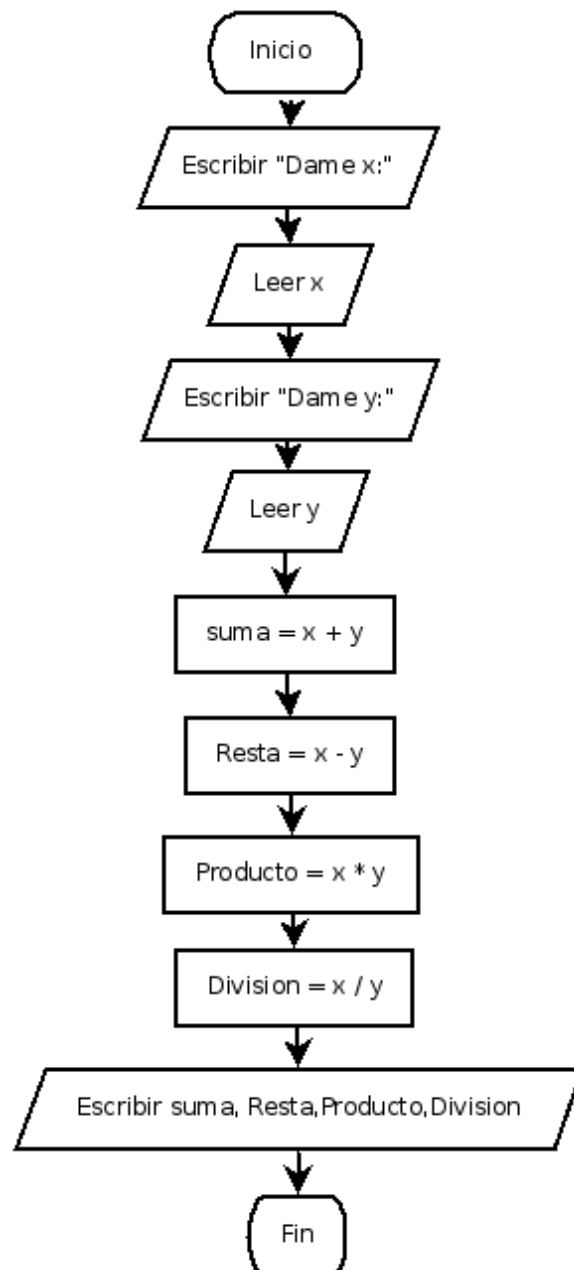 Inicio
Escribir "Dame x:"
Leer x
Escribir "Dame y:"
Leer y
suma = x + y
Resta = x - y
Producto = x * y
Division = x / y
Escribir suma, Resta,Producto,Division
Fin